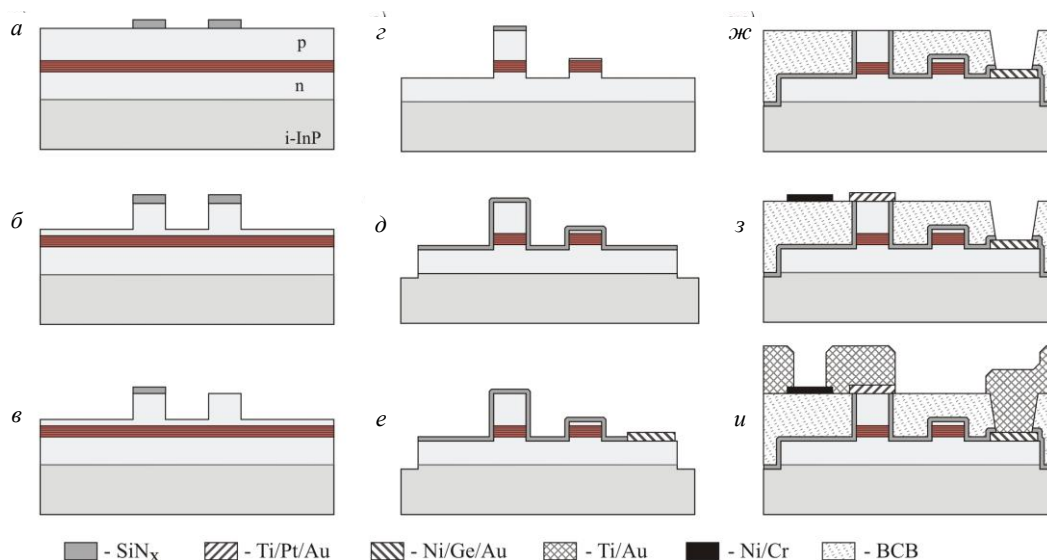 а
p
n
i-InP
б
в
г
д
е
ж
з
и
- SiNx - Ti/Pt/Au - Ni/Ge/Au - Ti/Au - Ni/Cr - BCB